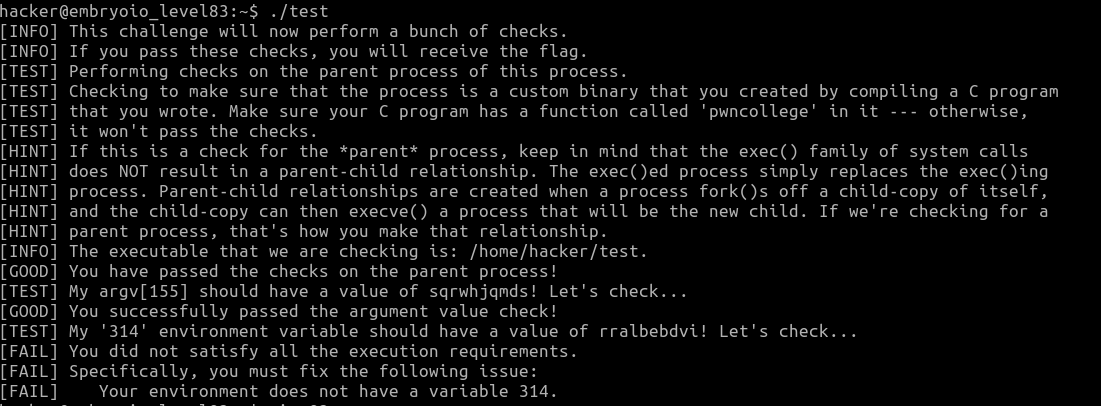 hacker@embryoio_level83:~$ ./test
[INFO] This challenge will now perform a bunch of checks.
[INFO] If you pass these checks, you will receive the flag.
[TEST] Performing checks on the parent process of this process.
[TEST] Checking to make sure that the process is a custom binary that you created by compiling a C program
[TEST] that you wrote. Make sure your C program has a function called 'pwncollege' in it --- otherwise,
[TEST] it won't pass the checks.
[HINT] If this is a check for the *parent* process, keep in mind that the exec() family of system calls
[HINT] does NOT result in a parent-child relationship. The exec()ed process simply replaces the exec()ing
[HINT] process. Parent-child relationships are created when a process fork()s off a child-copy of itself,
[HINT] and the child-copy can then execve() a process that will be the new child. If we're checking for a
[HINT] parent process, that's how you make that relationship.
[INFO] The executable that we are checking is: /home/hacker/test.
[GOOD] You have passed the checks on the parent process!
[TEST] My argv[155] should have a value of sqrwhjqmds! Let's check...
[GOOD] You successfully passed the argument value check!
[TEST] My '314' environment variable should have a value of rralbebdvi! Let's check...
[FAIL] You did not satisfy all the execution requirements.
[FAIL] Specifically, you must fix the following issue:
[FAIL]    Your environment does not have a variable 314.